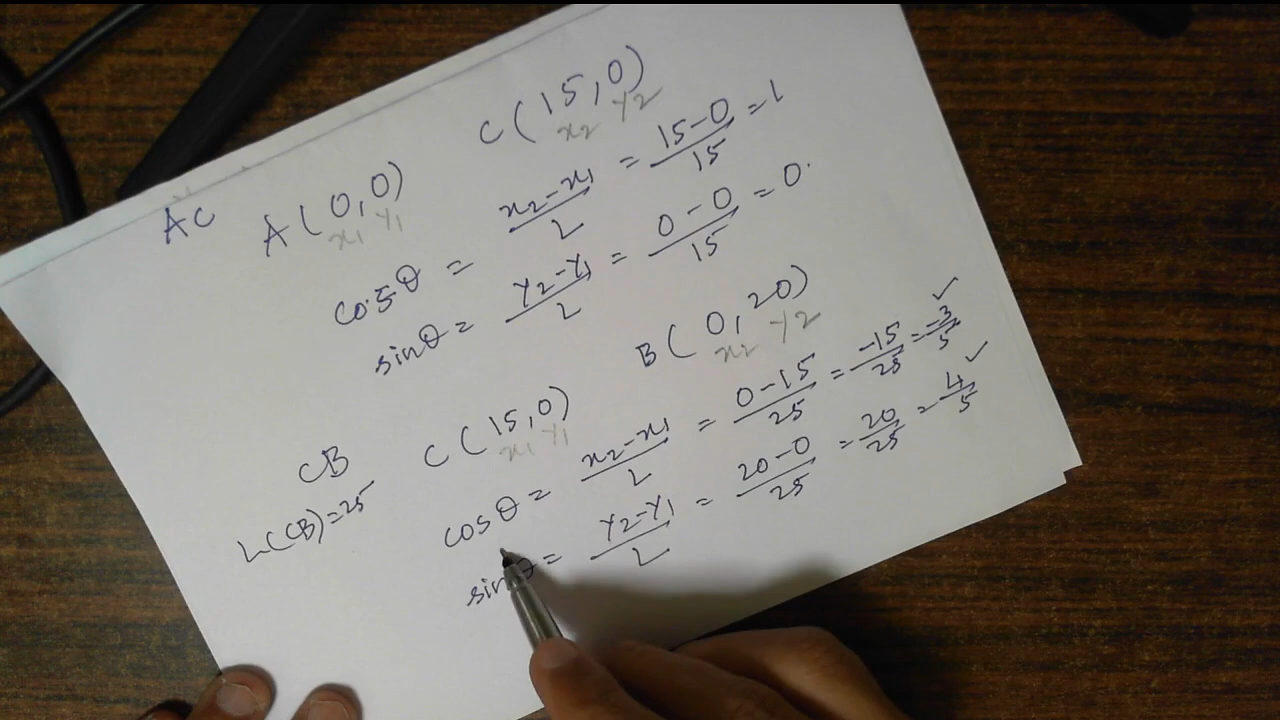 AC A(0,0) C(15,0)
x1 y1 x2 y2
cosθ = x2-x1/L = 15-0/15 = 1
sinθ = y2-y1/L = 0-0/15 = 0.
CB C(15,0) B(0,20)
x1 y1 x2 y2
L(CB)=25
cosθ = x2-x1/L = 0-15/25 = -15/25 = -3/5 ✓
sinθ = y2-y1/L = 20-0/25 = 20/25 = 4/5 ✓